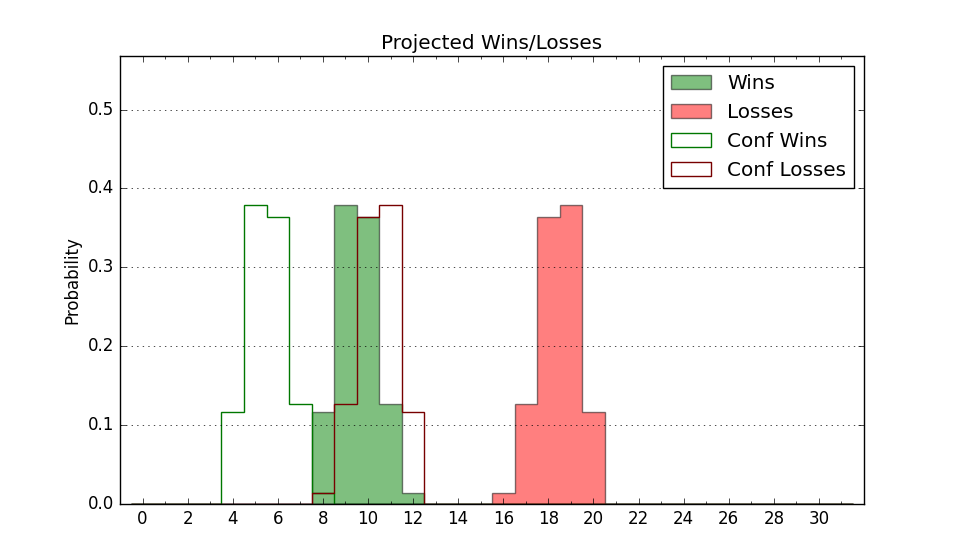 Projected Wins/Losses
Wins
Losses
Conf Wins
Conf Losses
Probability
0.5
0.4
0.3
0.2
0.1
0.0
0 2 4 6 8 10 12 14 16 18 20 22 24 26 28 30